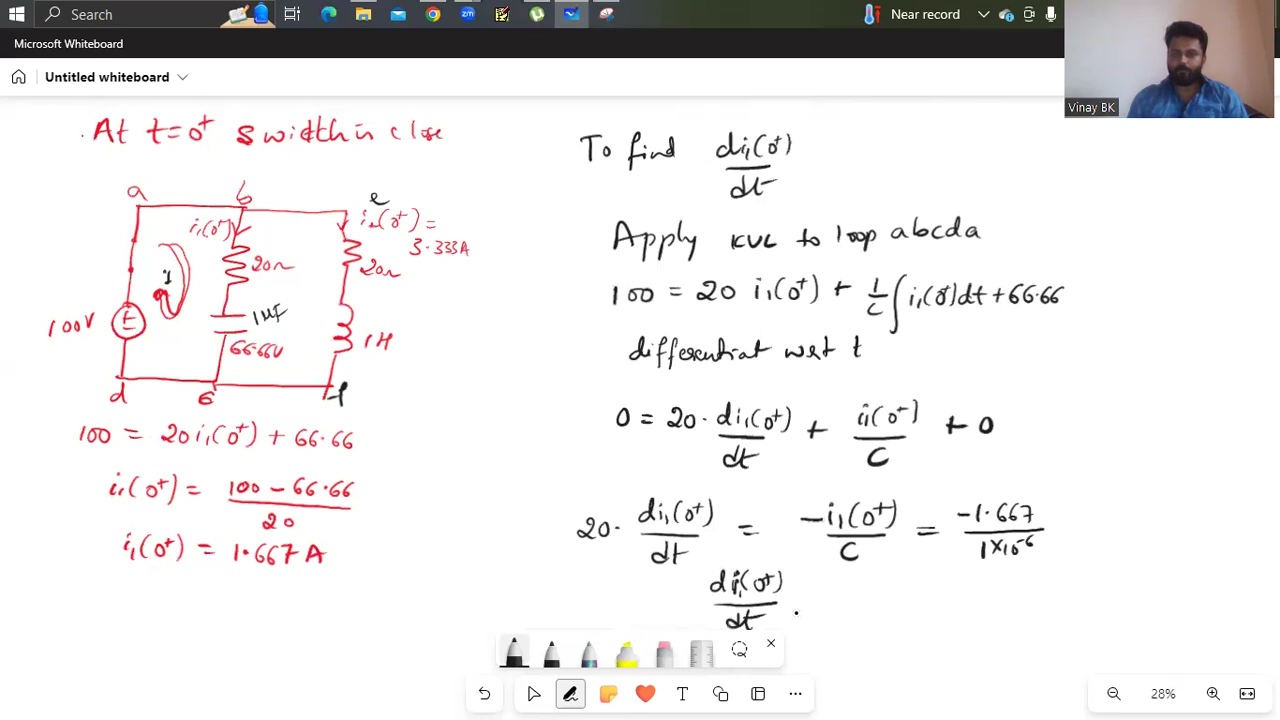 Search
Near record
Microsoft Whiteboard
Untitled whiteboard
Vinay BK
At t=0⁺ switch is close
a
b
e
i₁(0⁺)
i₂(0⁺) =
3.333A
20Ω
20Ω
i
100V
1μF
66.66V
1H
d
c
f
100 = 20i₁(0⁺) + 66.66
i₁(0⁺) = (100 - 66.66)/20
i₁(0⁺) = 1.667 A
To find di₁(0⁺)/dt
Apply KVL to loop abcda
100 = 20 i₁(0⁺) + 1/C ∫ i₁(0⁺)dt + 66.66
differentiat wrt t
0 = 20 · di₁(0⁺)/dt + i₁(0⁺)/C + 0
20 · di₁(0⁺)/dt = -i₁(0⁺)/C = -1.667/1×10⁻⁶
di₁(0⁺)/dt
28%